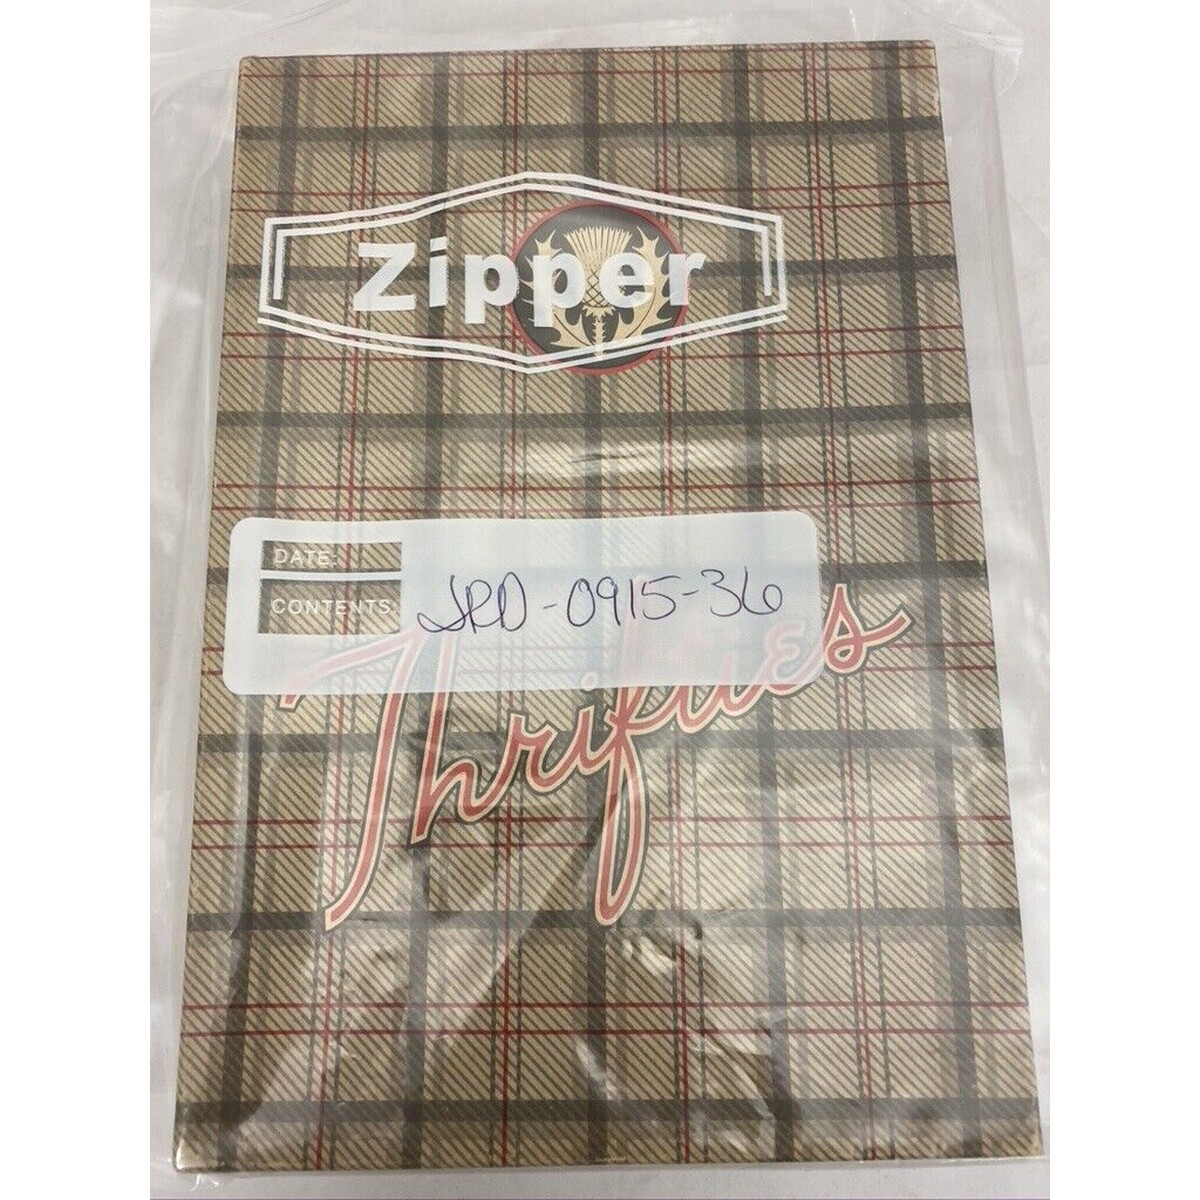 Zipper
DATE:
CONTENTS:
JRD-0915-36
Thrifties